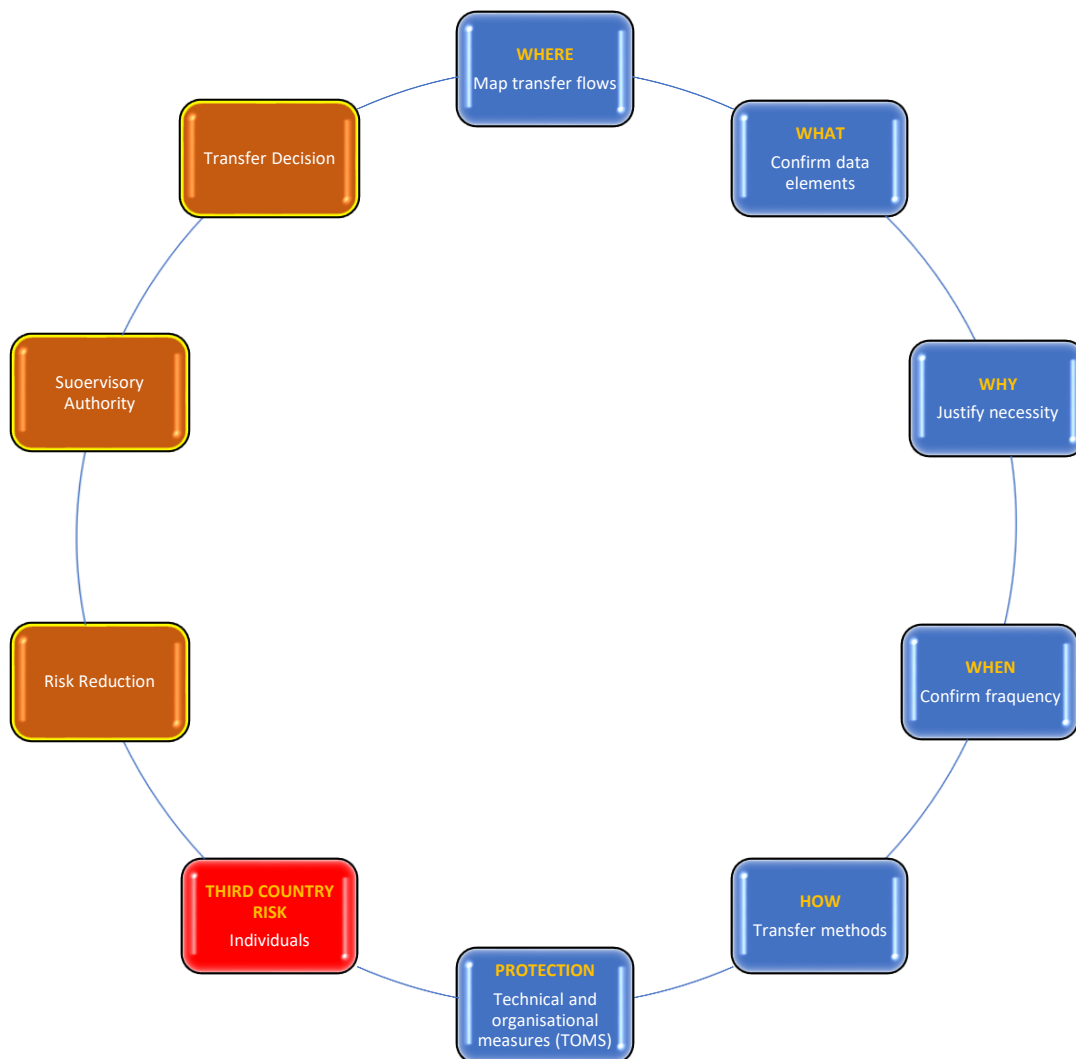 WHERE
Map transfer flows
WHAT
Confirm data
elements
WHY
Justify necessity
WHEN
Confirm fraquency
HOW
Transfer methods
PROTECTION
Technical and
organisational
measures (TOMS)
THIRD COUNTRY
RISK
Individuals
Risk Reduction
Suoervisory
Authority
Transfer Decision